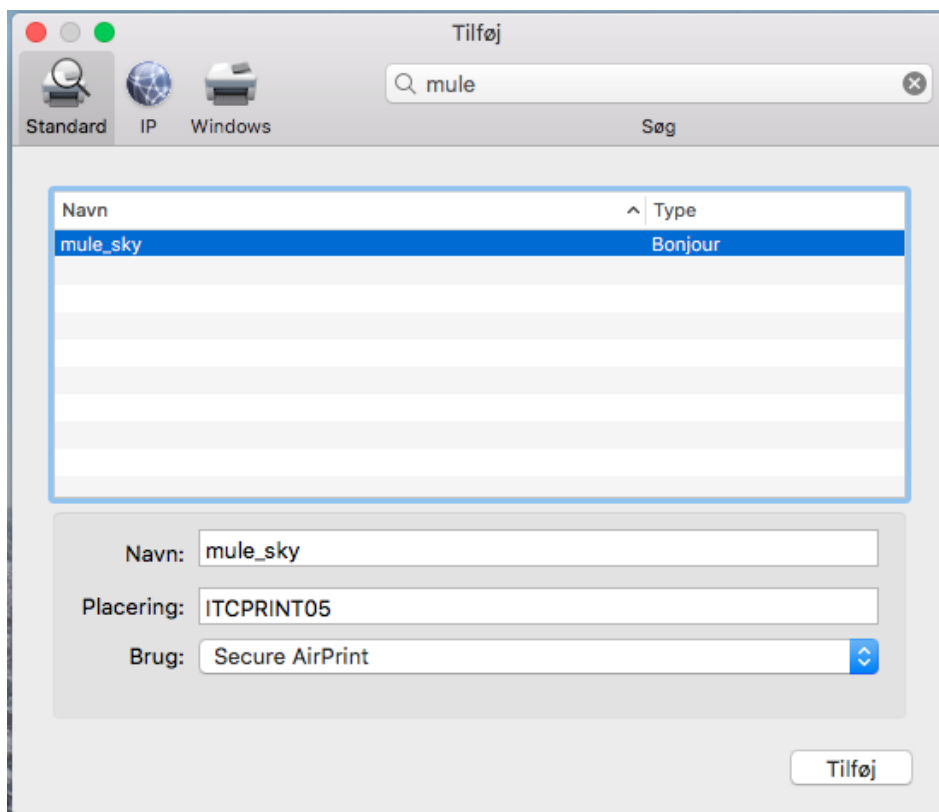 Tilføj
mule
Standard IP Windows Søg
Navn Type
mule_sky Bonjour
Navn: mule_sky
Placering: ITCPRINT05
Brug: Secure AirPrint
Tilføj